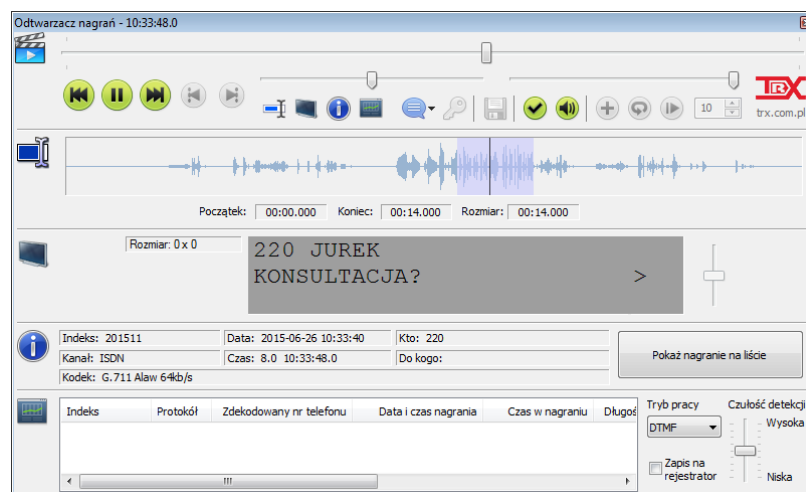 Odtwarzacz nagrań - 10:33:48.0
10
TRX
trx.com.pl
Początek: 00:00.000 Koniec: 00:14.000 Rozmiar: 00:14.000
Rozmiar: 0 x 0
220 JUREK
KONSULTACJA? >
Indeks: 201511 Data: 2015-06-26 10:33:40 Kto: 220
Kanał: ISDN Czas: 8.0 10:33:48.0 Do kogo:
Kodek: G.711 Alaw 64kb/s
Pokaż nagranie na liście
Indeks Protokół Zdekodowany nr telefonu Data i czas nagrania Czas w nagraniu Długoś
Tryb pracy Czułość detekcji
DTMF Wysoka
Zapis na
rejestrator Niska